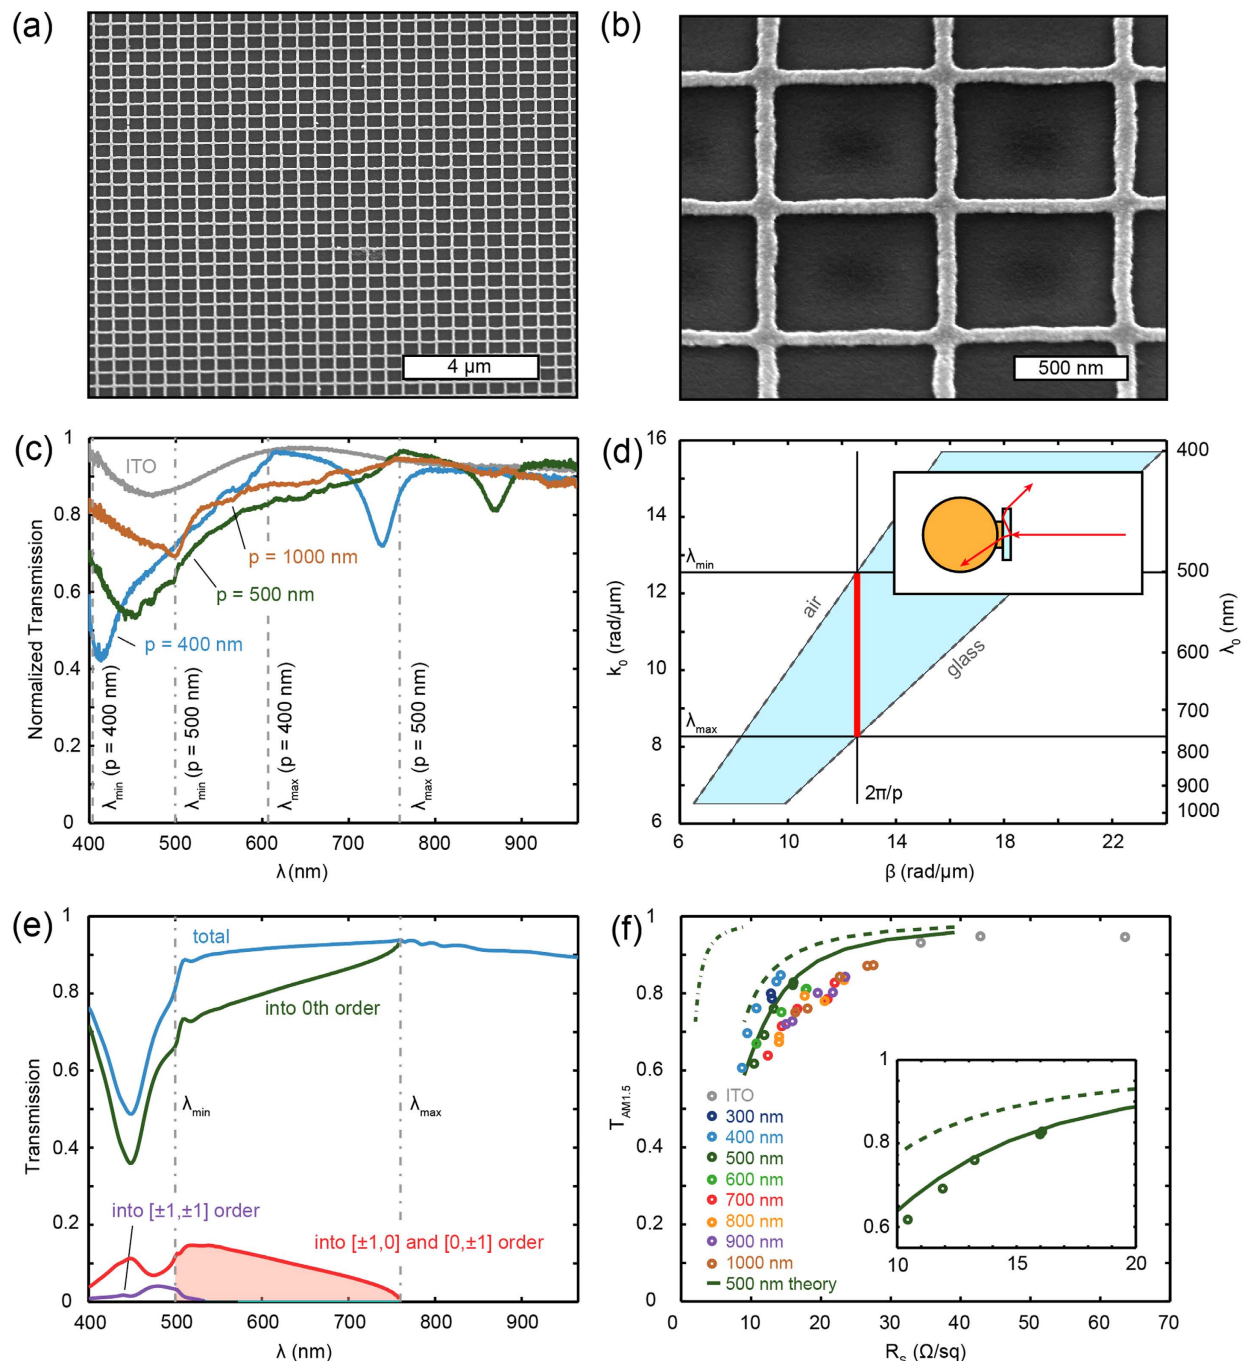 (a)
4 µm
(b)
500 nm
(c)
1
0.8
0.6
0.4
0.2
0
Normalized Transmission
ITO
p = 1000 nm
p = 500 nm
p = 400 nm
λmin (p = 400 nm)
λmin (p = 500 nm)
λmax (p = 400 nm)
λmax (p = 500 nm)
400 500 600 700 800 900
λ (nm)
(d)
16
14
12
10
8
6
k0 (rad/µm)
λmin
λmax
air
glass
2π/p
400
500
600
700
800
900
1000
λ0 (nm)
6 10 14 18 22
β (rad/µm)
(e)
1
0.8
0.6
0.4
0.2
0
Transmission
total
into 0th order
λmin
λmax
into [±1,±1] order
into [±1,0] and [0,±1] order
400 500 600 700 800 900
λ (nm)
(f)
1
0.8
0.6
0.4
0.2
0
TAM1.5
ITO
300 nm
400 nm
500 nm
600 nm
700 nm
800 nm
900 nm
1000 nm
500 nm theory
1
0.8
0.6
10 15 20
0 10 20 30 40 50 60 70
Rs (Ω/sq)